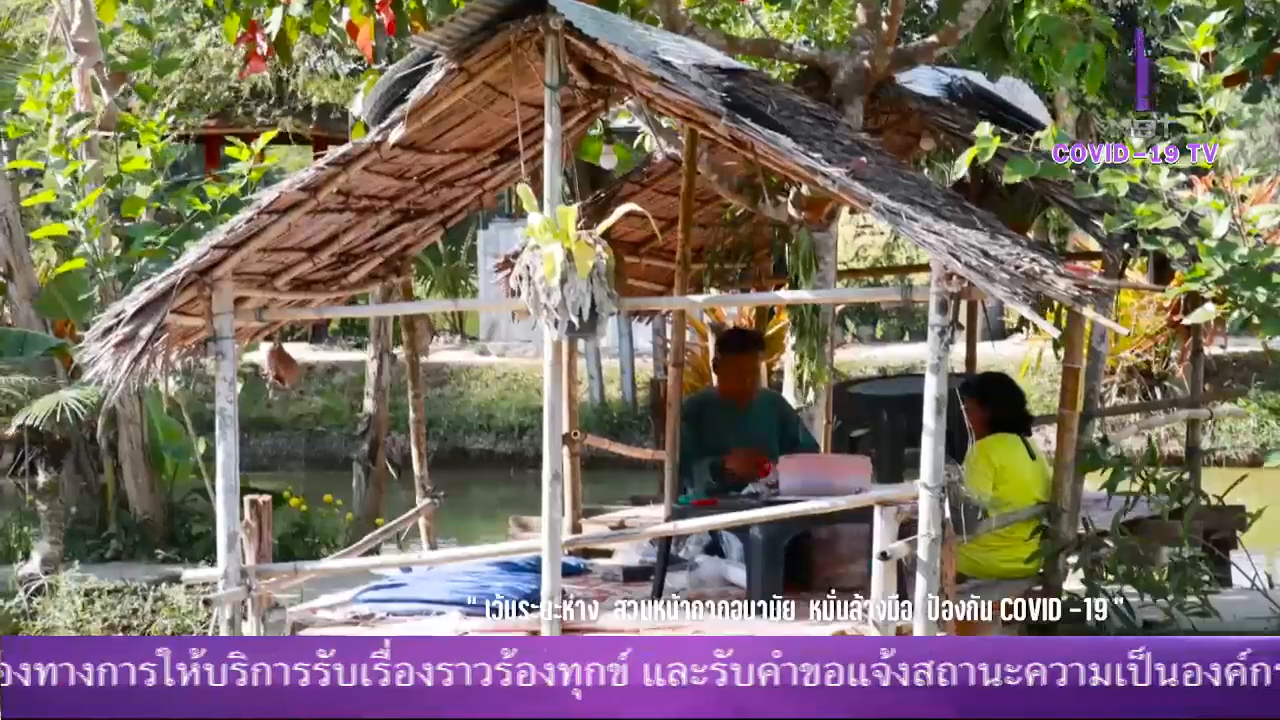 COVID-19 TV
" เว้นระยะห่าง สวมหน้ากากอนามัย หมั่นล้างมือ ป้องกัน COVID -19 "
องทางการให้บริการรับเรื่องราวร้องทุกข์ และรับคำขอแจ้งสถานะความเป็นองค์กร